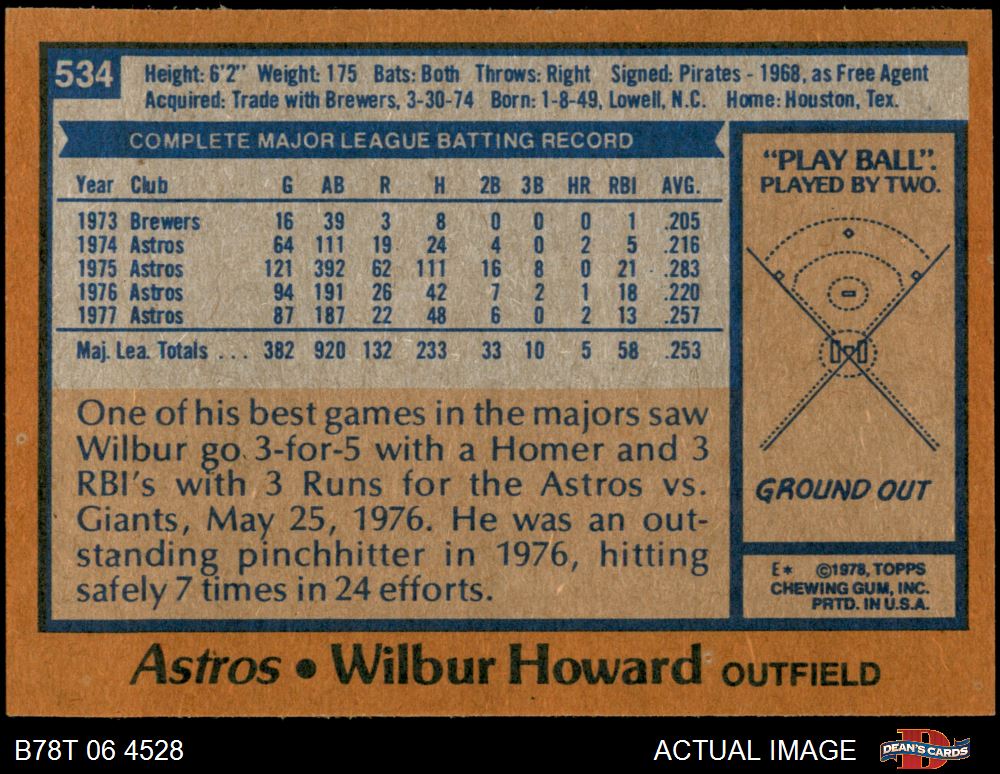 534
Height: 6'2" Weight: 175 Bats: Both Throws: Right Signed: Pirates - 1968, as Free Agent
Acquired: Trade with Brewers, 3-30-74 Born: 1-8-49, Lowell, N.C. Home: Houston, Tex.
COMPLETE MAJOR LEAGUE BATTING RECORD
Year Club G AB R H 2B 3B HR RBI AVG.
1973 Brewers 16 39 3 8 0 0 0 1 .205
1974 Astros 64 111 19 24 4 0 2 5 .216
1975 Astros 121 392 62 111 16 8 0 21 .283
1976 Astros 94 191 26 42 7 2 1 18 .220
1977 Astros 87 187 22 48 6 0 2 13 .257
Maj. Lea. Totals ... 382 920 132 233 33 10 5 58 .253
One of his best games in the majors saw
Wilbur go 3-for-5 with a Homer and 3
RBI's with 3 Runs for the Astros vs.
Giants, May 25, 1976. He was an out-
standing pinchhitter in 1976, hitting
safely 7 times in 24 efforts.
"PLAY BALL".
PLAYED BY TWO.
GROUND OUT
E* ©1978, TOPPS
CHEWING GUM, INC.
PRTD. IN U.S.A.
Astros • Wilbur Howard OUTFIELD
B78T 06 4528
ACTUAL IMAGE
D
DEAN'S CARDS